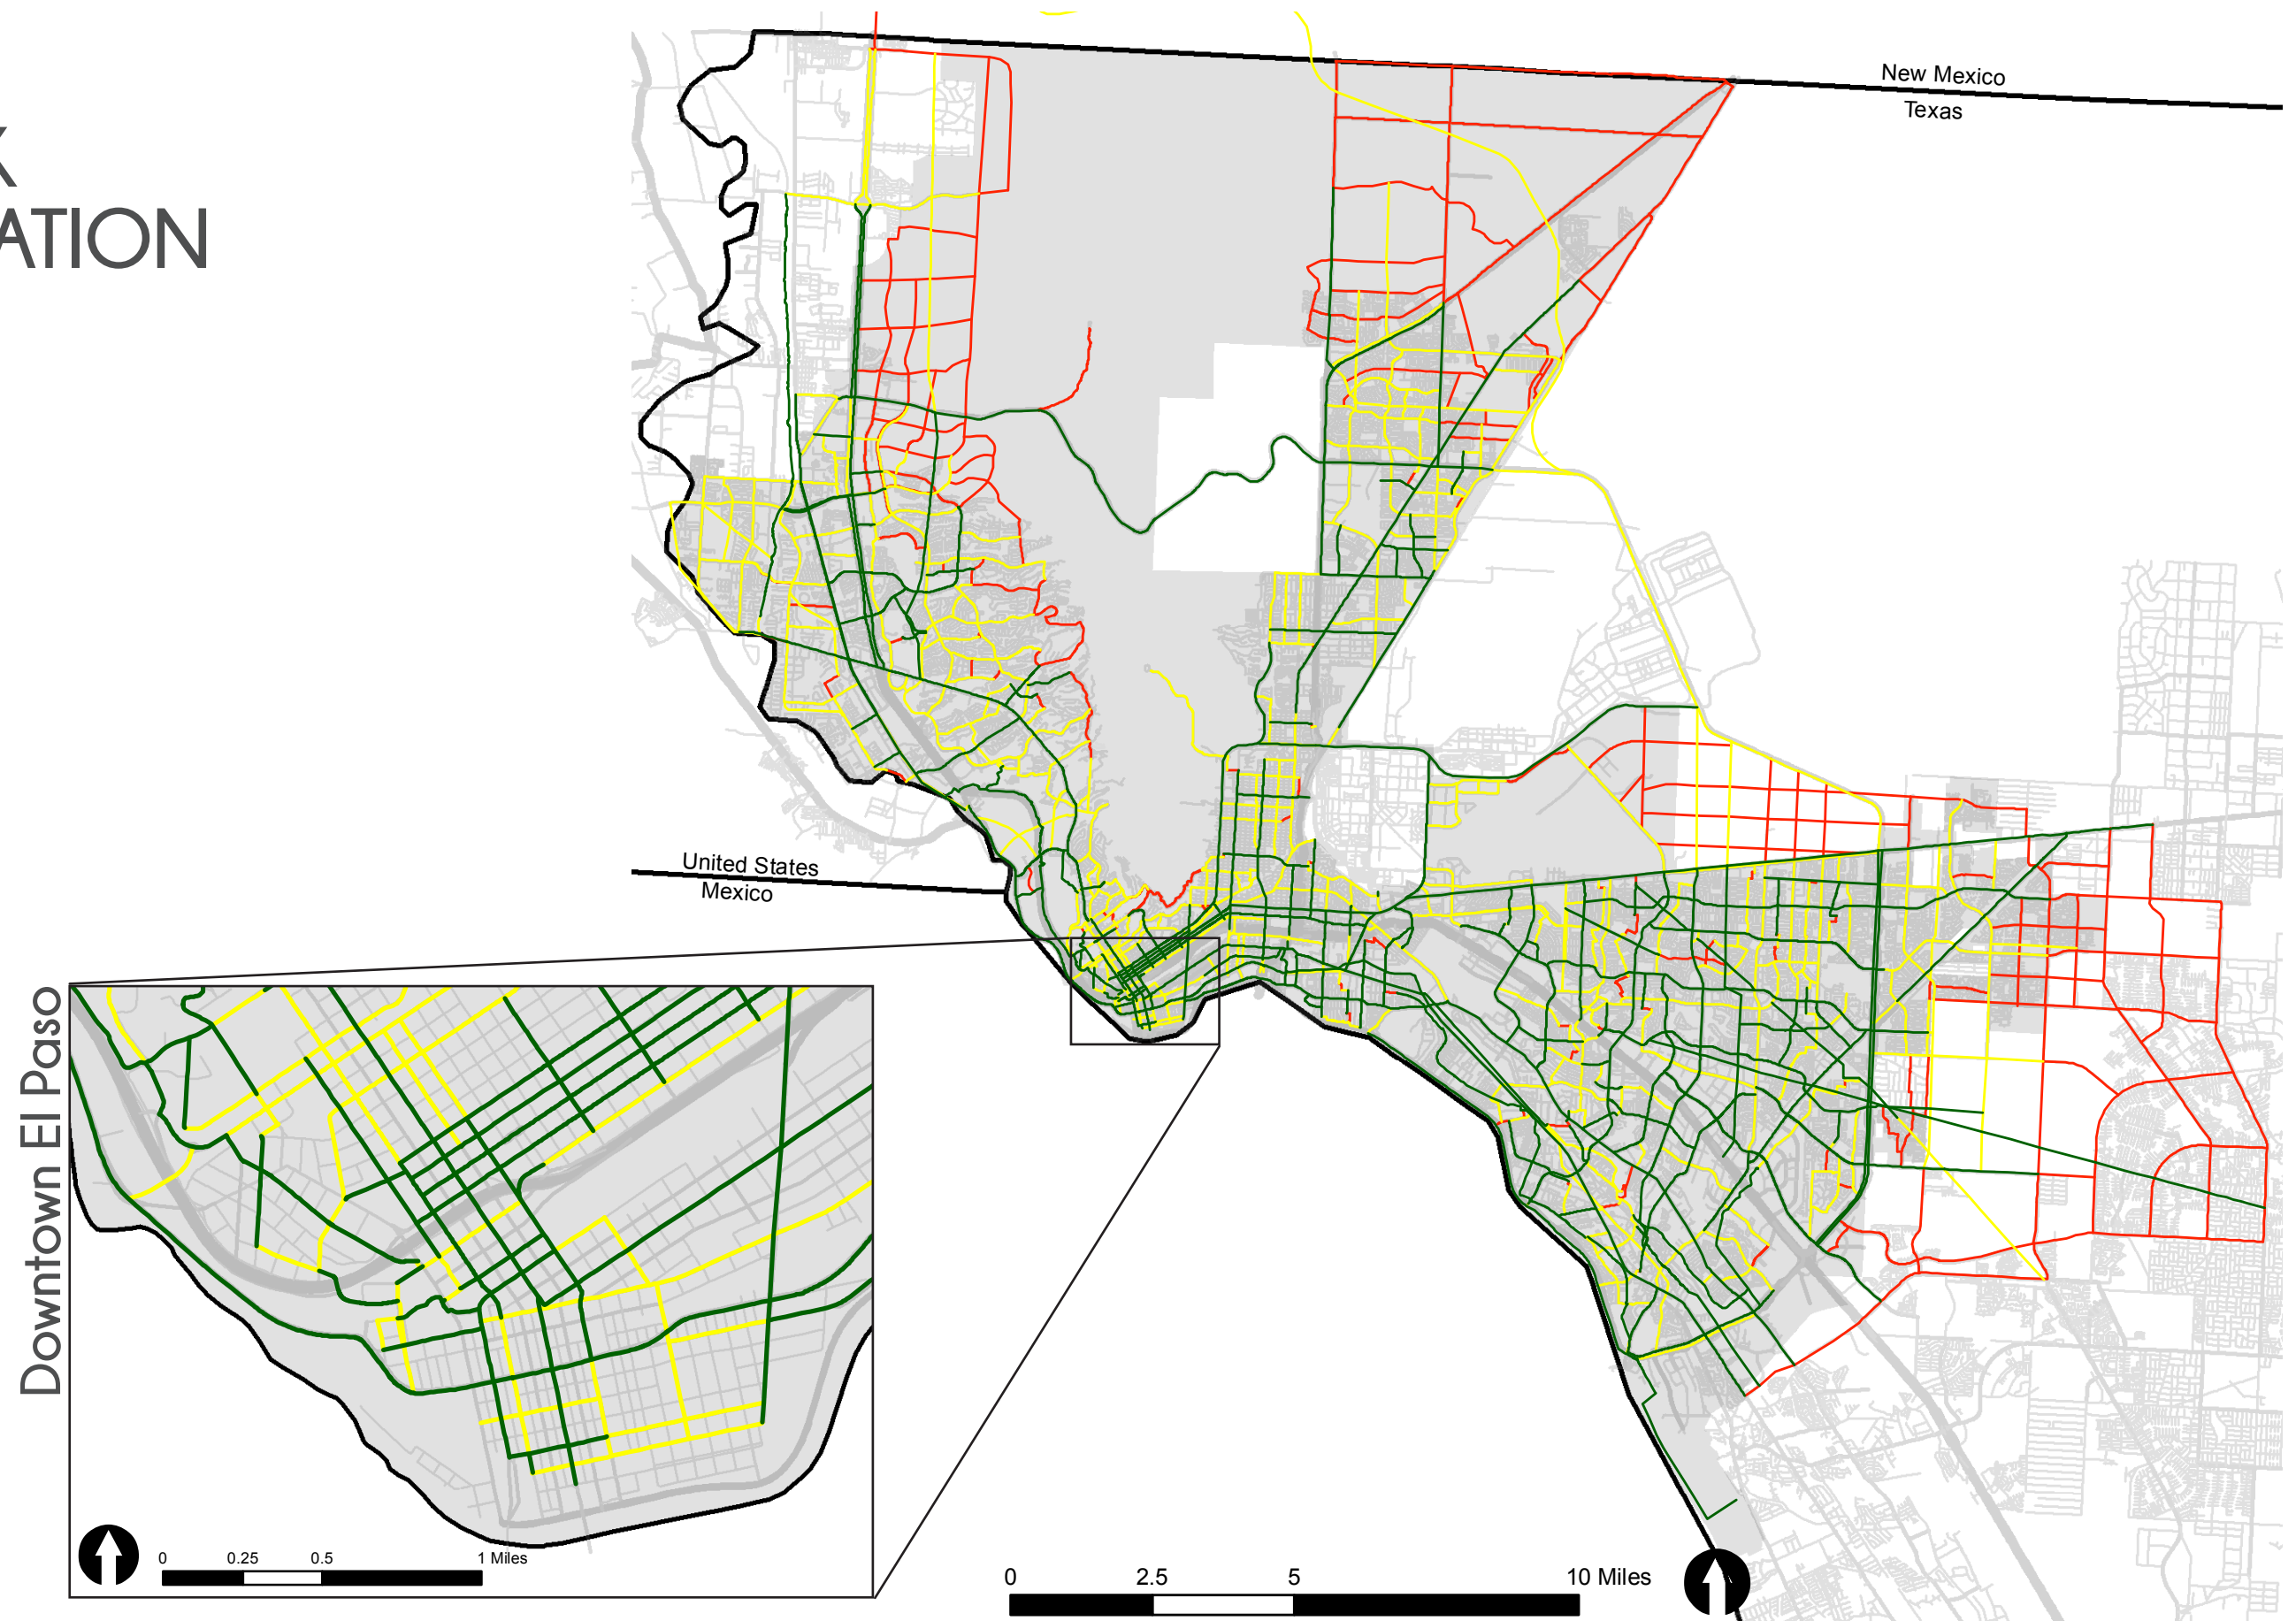 ATION
New Mexico
Texas
United States
Mexico
Downtown El Paso
0 0.25 0.5 1 Miles
0 2.5 5 10 Miles